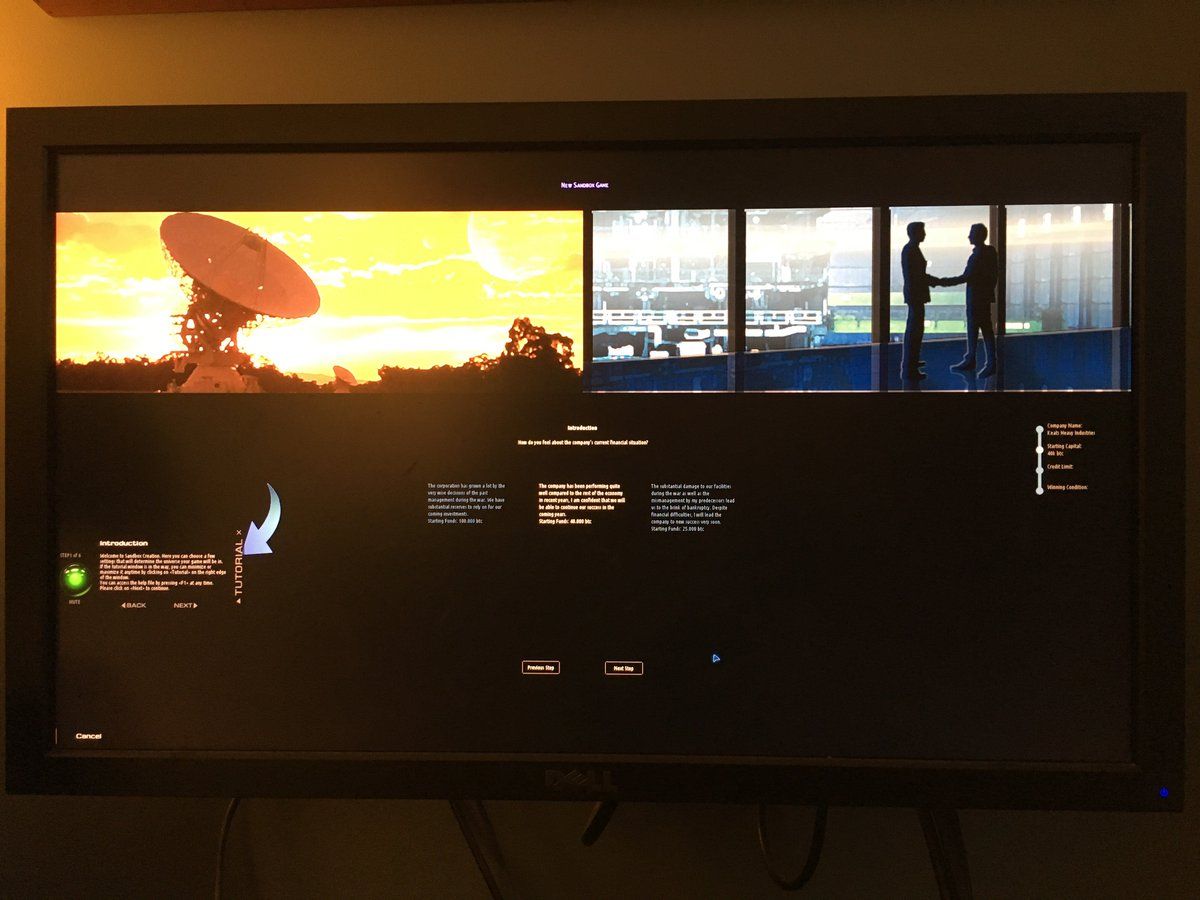 New Sandbox Game
Introduction
How do you feel about the company's current financial situation?
Company Name:
Keats Heavy Industries
Starting Capital:
40k btc
Credit Limit:
Winning Condition:
The corporation has grown a lot by the
very wise decisions of the past
management during the war. We have
substantial reserves to rely on for our
coming investments.
Starting Funds: 100.000 btc
The company has been performing quite
well compared to the rest of the economy
in recent years, I am confident that we will
be able to continue our success in the
coming years.
Starting Funds: 40.000 btc
The substantial damage to our facilities
during the war as well as the
mismanagement by my predecessors lead
us to the brink of bankruptcy. Despite
financial difficulties, I will lead the
company to new success very soon.
Starting Funds: 25.000 btc
STEP 1 of 6
MUTE
Introduction
Welcome to Sandbox Creation. Here you can choose a few
settings that will determine the universe your game will be in.
If the tutorial window is in the way, you can minimize or
maximize it anytime by clicking on «Tutorial» on the right edge
of the window.
You can access the help file by pressing «F1» at any time.
Please click on «Next» to continue.
BACK
NEXT
TUTORIAL X
Previous Step
Next Step
Cancel
DELL